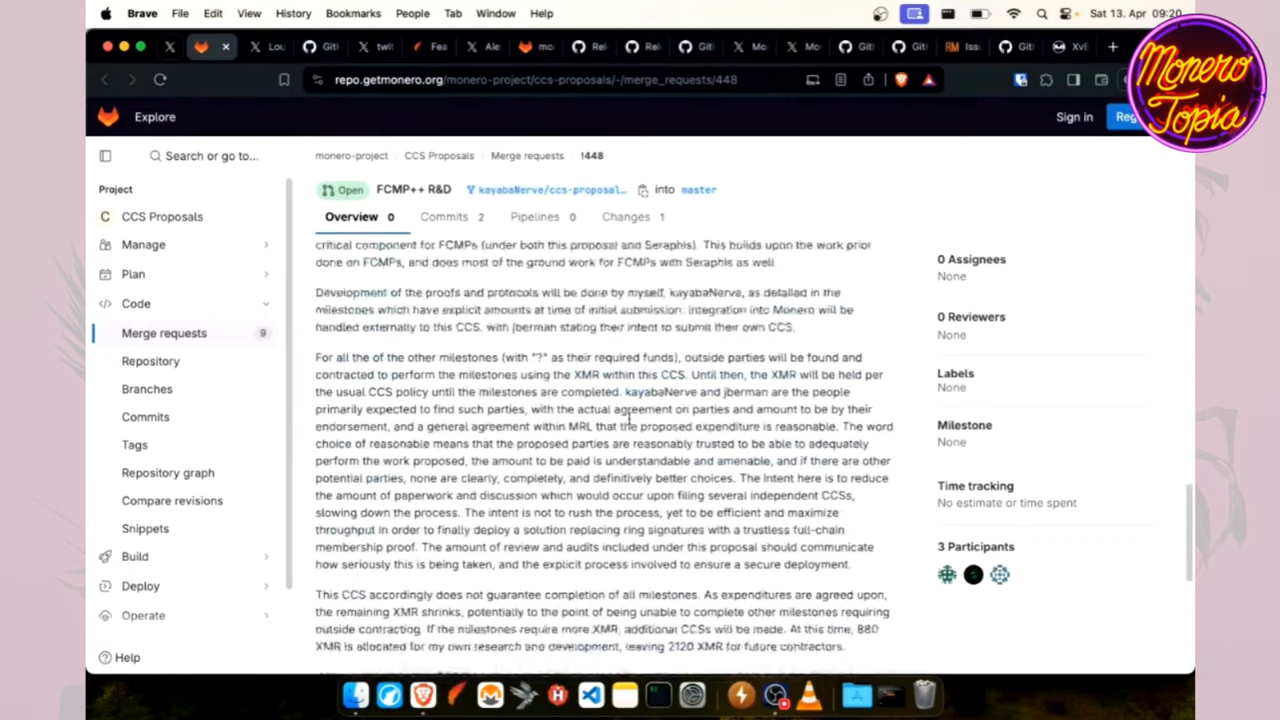 Brave File Edit View History Bookmarks People Tab Window Help Sat 13. Apr 09:20
Lou Git twi Fea Ale mo Rel Rel Git Mo Mo Git Git RM Iss Git XvE
repo.getmonero.org/monero-project/ccs-proposals/-/merge_requests/448
Monero
Topia
Explore
Sign in
Reg
Search or go to...
monero-project CCS Proposals Merge requests !448
Project
Open FCMP++ R&D kayabaNerve/ccs-proposal... into master
CCS Proposals
Overview 0 Commits 2 Pipelines 0 Changes 1
Manage
Plan
Code
Merge requests 9
Repository
Branches
Commits
Tags
Repository graph
Compare revisions
Snippets
Build
Deploy
Operate
Help
critical component for FCMPs (under both this proposal and Seraphis). This builds upon the work prior
done on FCMPs, and does most of the ground work for FCMPs with Seraphis as well.
Development of the proofs and protocols will be done by myself, kayabaNerve, as detailed in the
milestones which have explicit amounts at time of initial submission. Integration into Monero will be
handled externally to this CCS, with jberman stating their intent to submit their own CCS.
For all the of the other milestones (with "?" as their required funds), outside parties will be found and
contracted to perform the milestones using the XMR within this CCS. Until then, the XMR will be held per
the usual CCS policy until the milestones are completed. kayabaNerve and jberman are the people
primarily expected to find such parties, with the actual agreement on parties and amount to be by their
endorsement, and a general agreement within MRL that the proposed expenditure is reasonable. The word
choice of reasonable means that the proposed parties are reasonably trusted to be able to adequately
perform the work proposed, the amount to be paid is understandable and amenable, and if there are other
potential parties, none are clearly, completely, and definitively better choices. The intent here is to reduce
the amount of paperwork and discussion which would occur upon filing several independent CCSs,
slowing down the process. The intent is not to rush the process, yet to be efficient and maximize
throughput in order to finally deploy a solution replacing ring signatures with a trustless full-chain
membership proof. The amount of review and audits included under this proposal should communicate
how seriously this is being taken, and the explicit process involved to ensure a secure deployment.
This CCS accordingly does not guarantee completion of all milestones. As expenditures are agreed upon,
the remaining XMR shrinks, potentially to the point of being unable to complete other milestones requiring
outside contracting. If the milestones require more XMR, additional CCSs will be made. At this time, 880
XMR is allocated for my own research and development, leaving 2120 XMR for future contractors.
0 Assignees
None
0 Reviewers
None
Labels
None
Milestone
None
Time tracking
No estimate or time spent
3 Participants